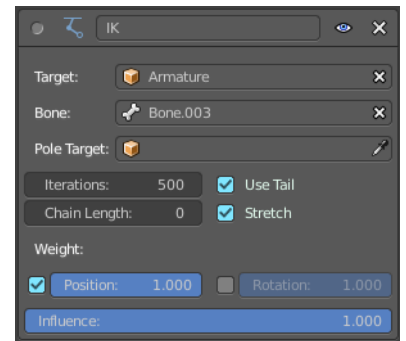 IK
Target: Armature
Bone: Bone.003
Pole Target:
Iterations: 500 Use Tail
Chain Length: 0 Stretch
Weight:
Position: 1.000 Rotation: 1.000
Influence: 1.000